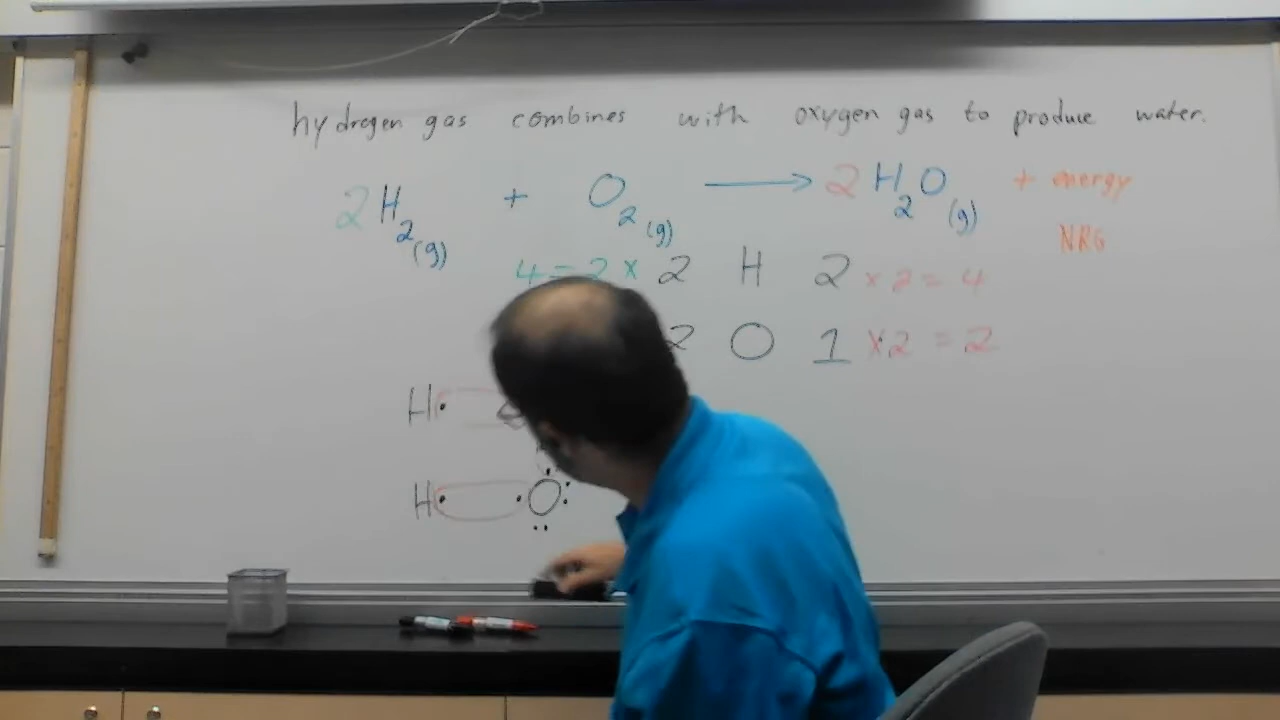 hydrogen gas combines with oxygen gas to produce water.
2H2(g) + O2(g) → 2H2O(g) + energy
NRG
4 = 2 × 2 H 2 × 2 = 4
2 O 1 × 2 = 2
H
H O